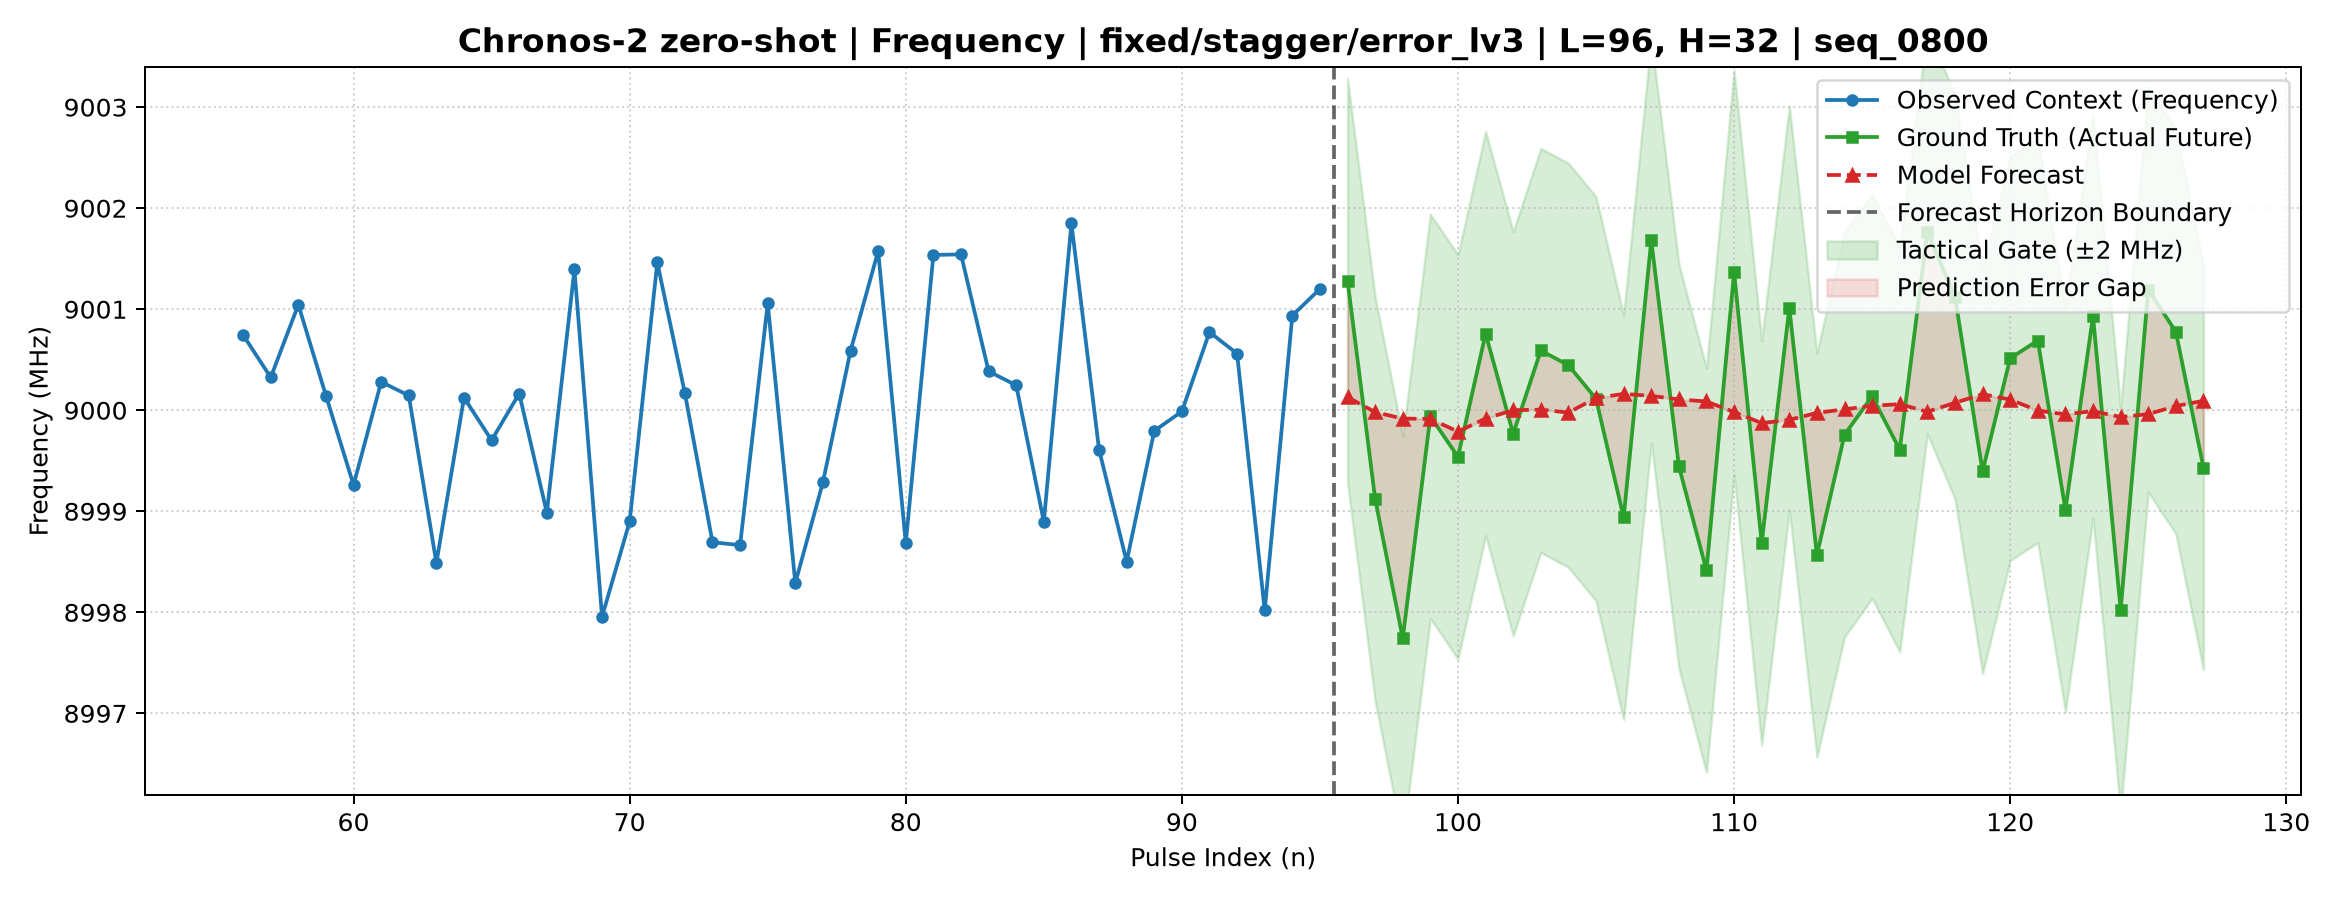 Chronos-2 zero-shot | Frequency | fixed/stagger/error_lv3 | L=96, H=32 | seq_0800
Frequency (MHz)
9003
9002
9001
9000
8999
8998
8997
Observed Context (Frequency)
Ground Truth (Actual Future)
Model Forecast
Forecast Horizon Boundary
Tactical Gate (±2 MHz)
Prediction Error Gap
60 70 80 90 100 110 120 130
Pulse Index (n)